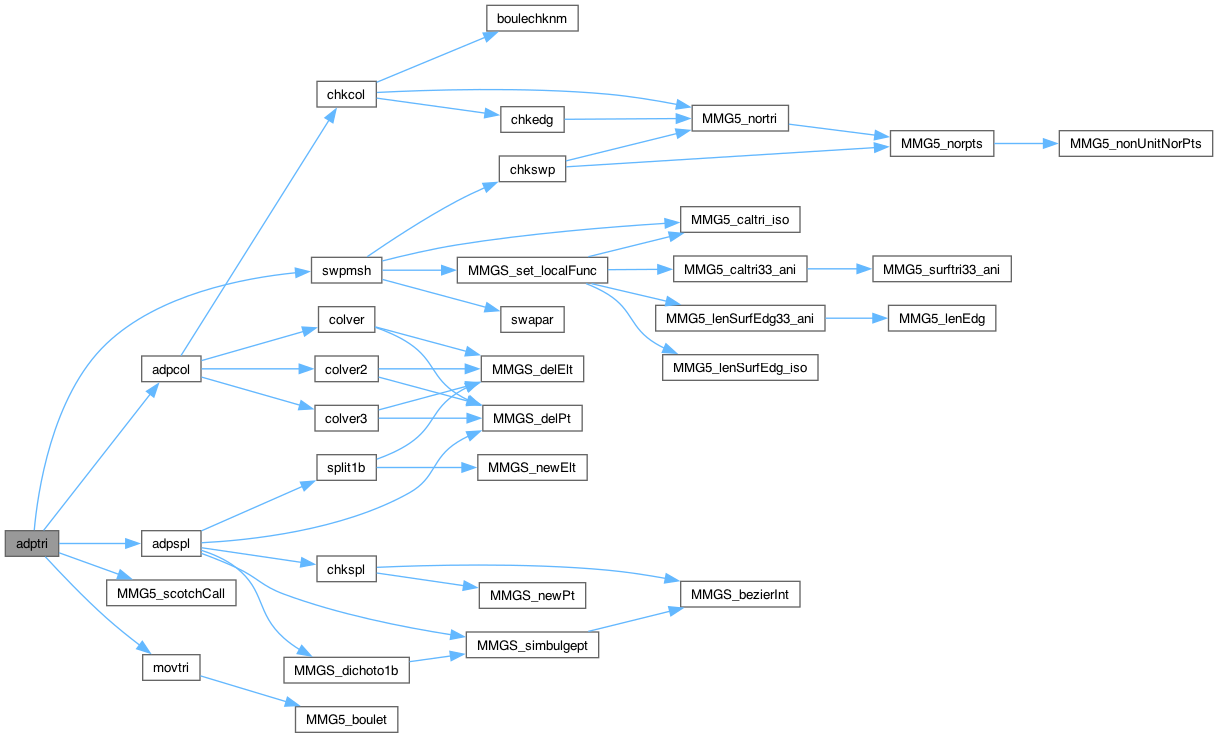 boulechknm
chkcol
chkedg
MMG5_nortri
MMG5_norpts
MMG5_nonUnitNorPts
chkswp
MMG5_caltri_iso
swpmsh
MMGS_set_localFunc
MMG5_caltri33_ani
MMG5_surftri33_ani
swapar
MMG5_lenSurfEdg33_ani
MMG5_lenEdg
colver
MMG5_lenSurfEdg_iso
adpcol
colver2
MMGS_delElt
colver3
MMGS_delPt
split1b
MMGS_newElt
adptri
adpspl
chkspl
MMG5_scotchCall
MMGS_newPt
MMGS_bezierInt
MMGS_simbulgept
movtri
MMGS_dichoto1b
MMG5_boulet